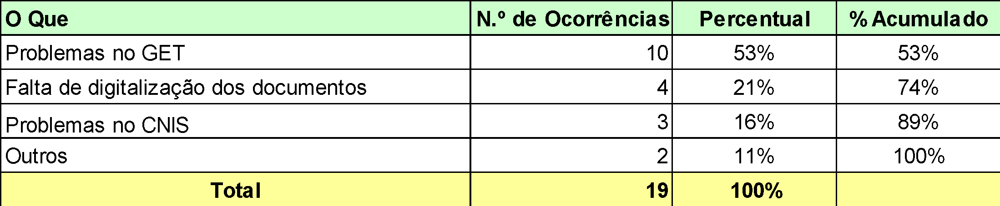 O Que N.º de Ocorrências Percentual % Acumulado
Problemas no GET 10 53% 53%
Falta de digitalização dos documentos 4 21% 74%
Problemas no CNIS 3 16% 89%
Outros 2 11% 100%
Total 19 100%